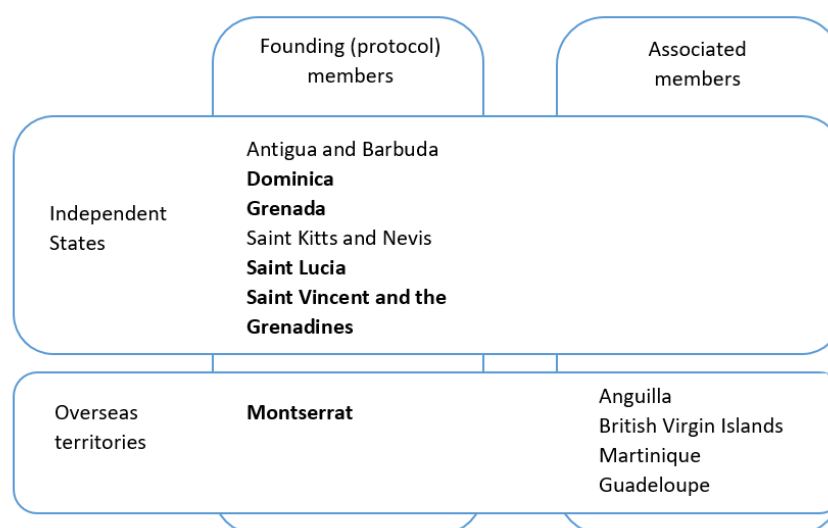 Founding (protocol)
members
Associated
members
Independent
States
Antigua and Barbuda
Dominica
Grenada
Saint Kitts and Nevis
Saint Lucia
Saint Vincent and the
Grenadines
Overseas
territories
Montserrat
Anguilla
British Virgin Islands
Martinique
Guadeloupe